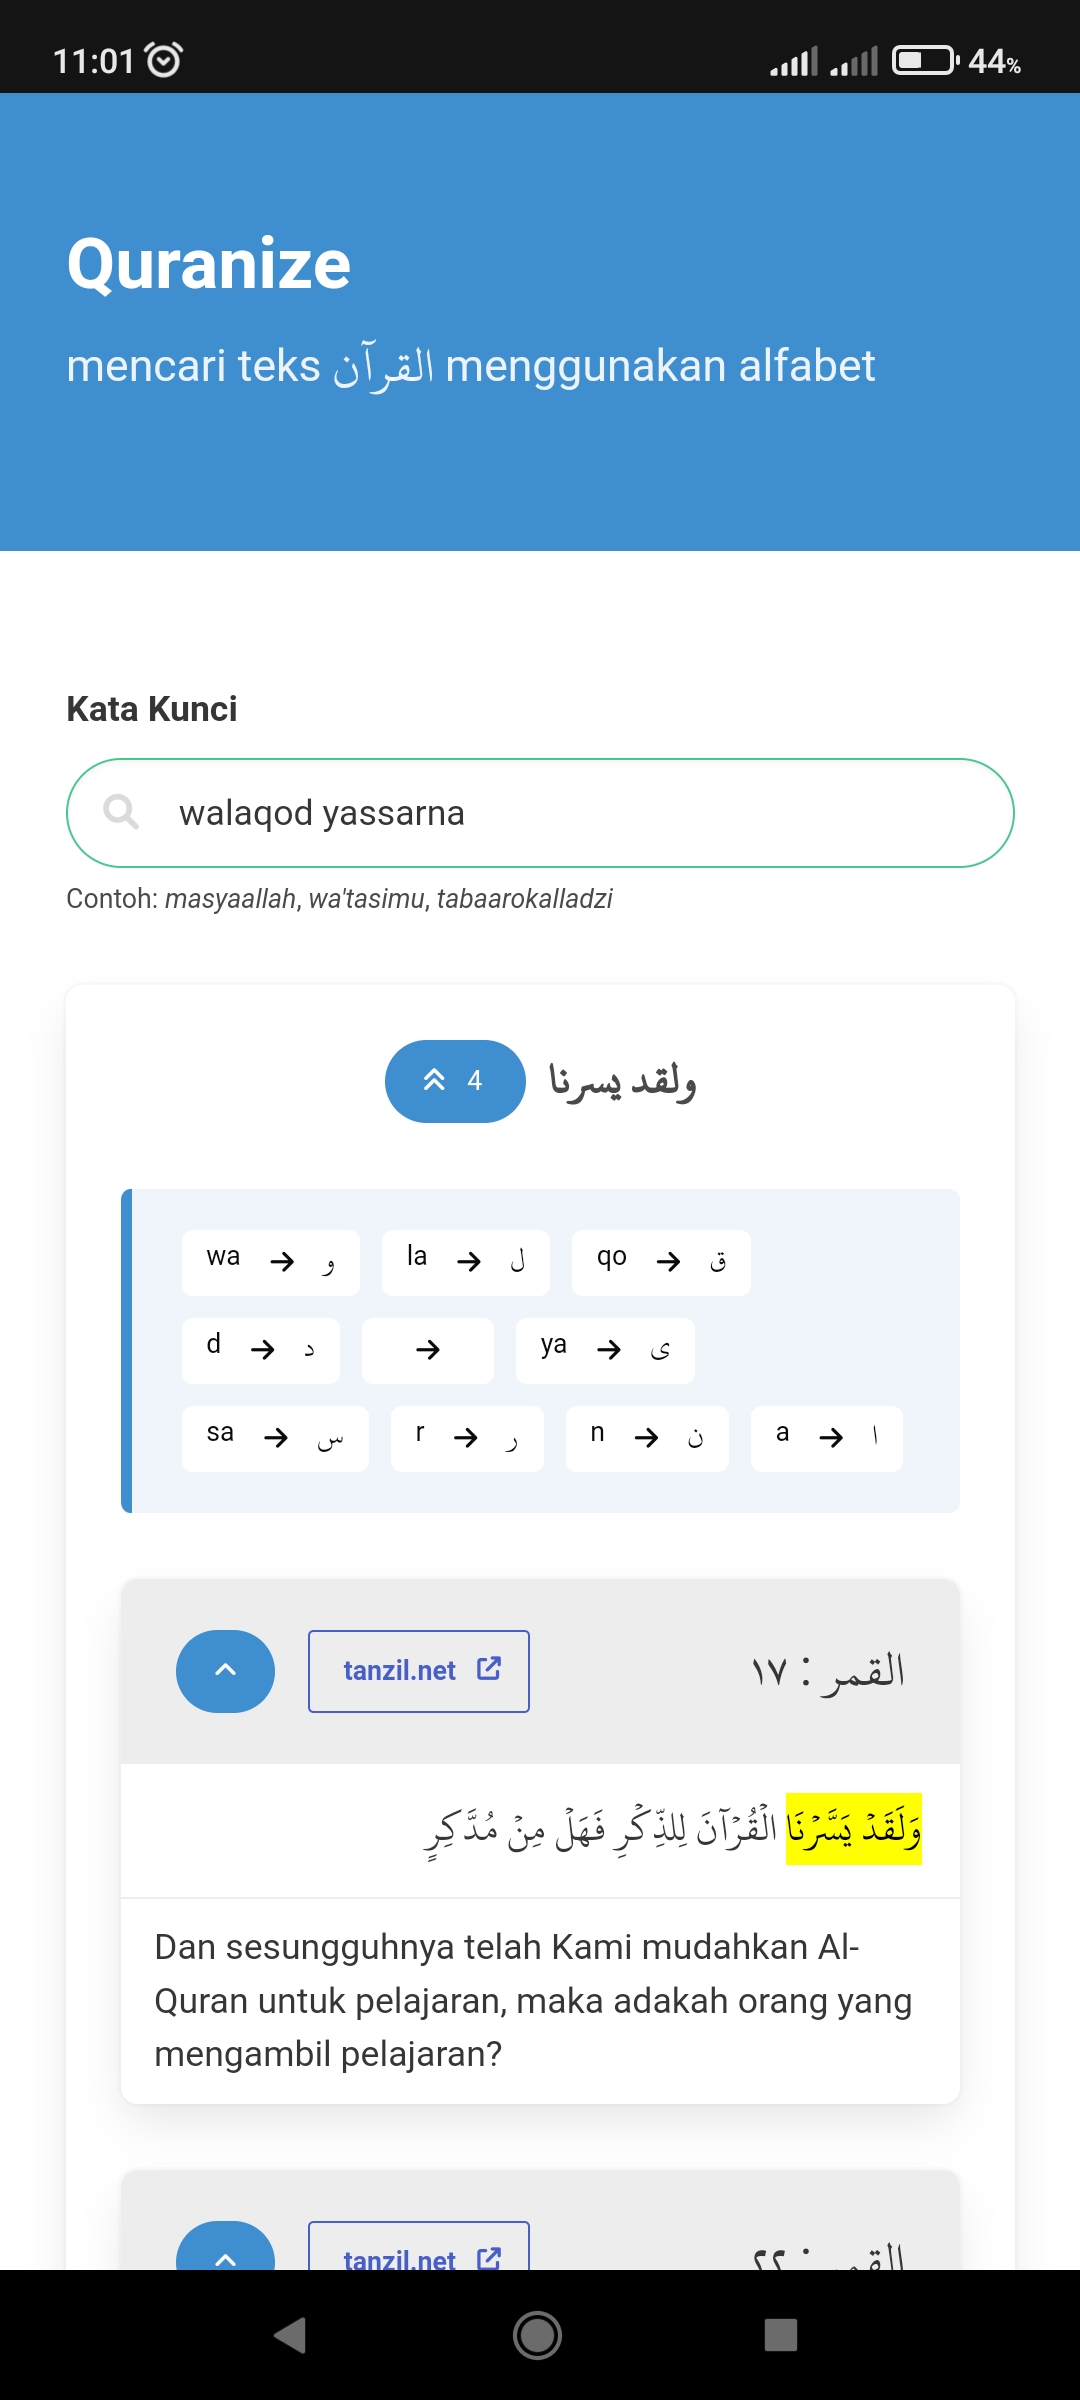 11:01 44%
Quranize
mencari teks القرآن menggunakan alfabet
Kata Kunci
walaqod yassarna
Contoh: masyaallah, wa'tasimu, tabaarokalladzi
4 ولقد يسرنا
wa → و la → ل qo → ق
d → د → ya → ى
sa → س r → ر n → ن a → ا
tanzil.net القمر : ١٧
وَلَقَدْ يَسَّرْنَا الْقُرْآنَ لِلذِّكْرِ فَهَلْ مِنْ مُدَّكِرٍ
Dan sesungguhnya telah Kami mudahkan Al-
Quran untuk pelajaran, maka adakah orang yang
mengambil pelajaran?
tanzil.net القمر : ٢٢